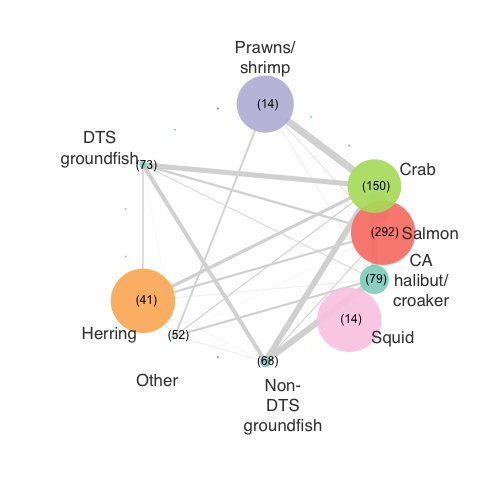 Prawns/
shrimp
(14)
DTS
groundfish
(73)
Crab
(150)
Salmon
(292)
CA
halibut/
croaker
(79)
Herring
(41)
Squid
(14)
(52)
Other
(68)
Non-
DTS
groundfish